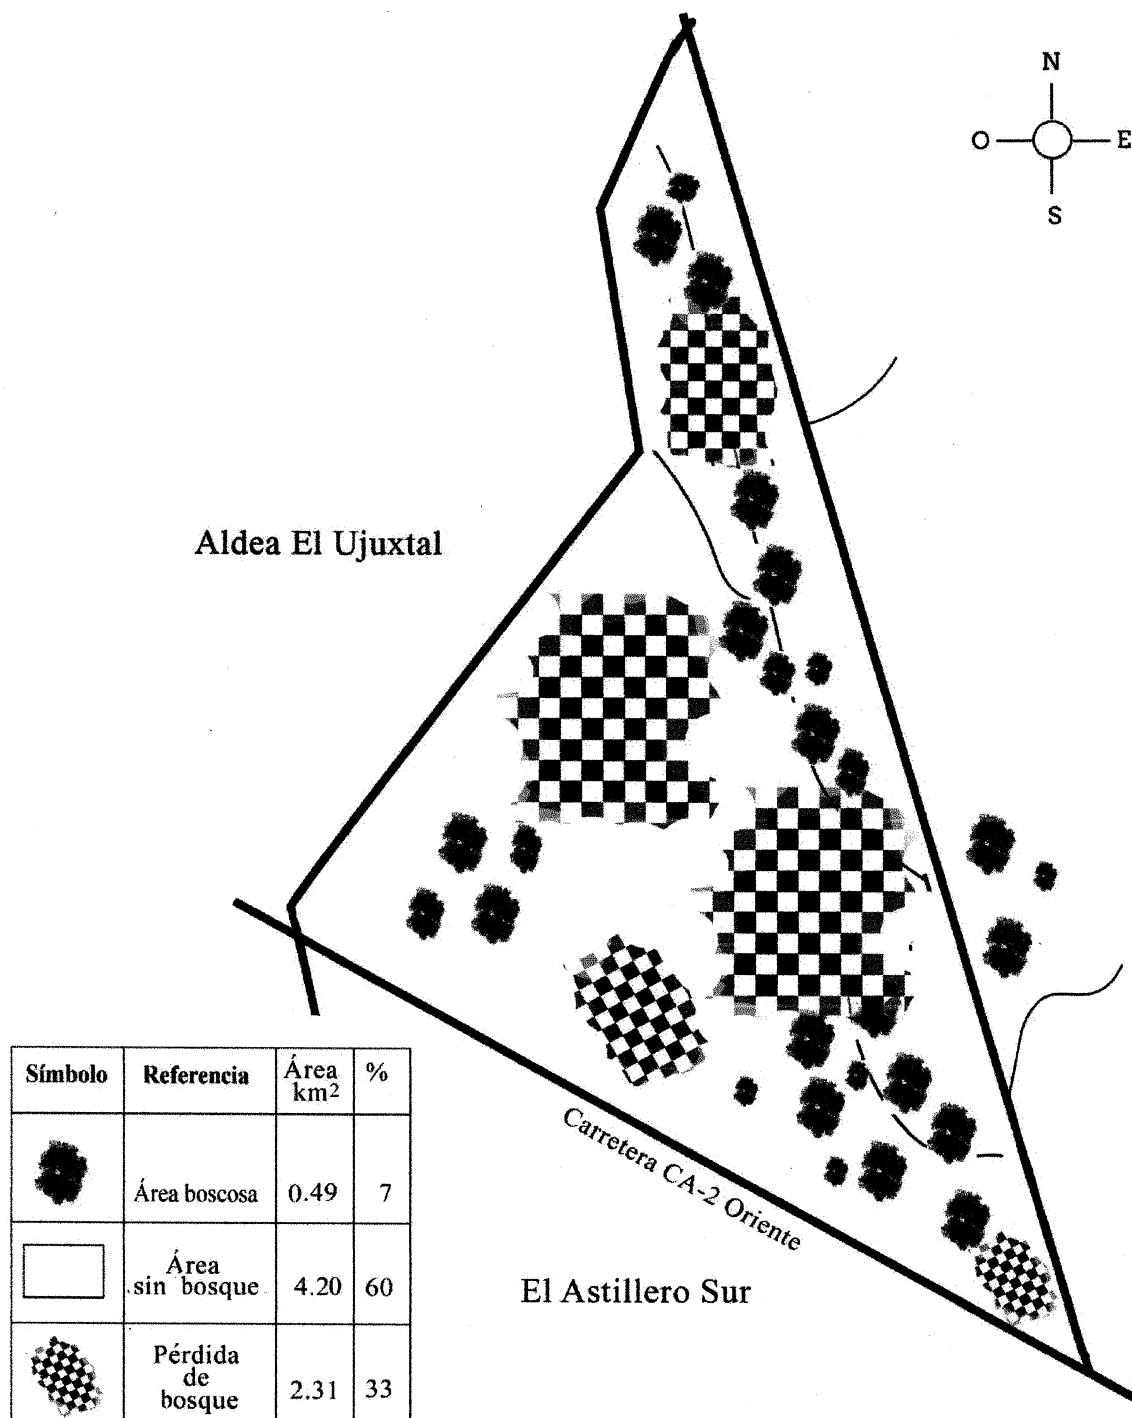 N
O
E
S
Aldea El Ujuxtal
Carretera CA-2 Oriente
El Astillero Sur
Símbolo Referencia Área km² %
Área boscosa 0.49 7
Área
sin bosque 4.20 60
Pérdida
de
bosque 2.31 33